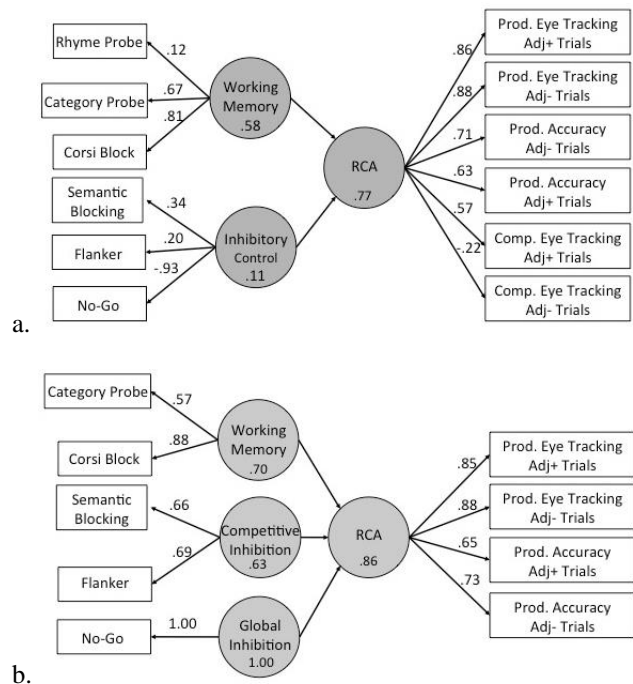 Rhyme Probe
.12
Category Probe
.67
Corsi Block
.81
Semantic
Blocking
.34
Flanker
.20
No-Go
-.93
Working
Memory
.58
Inhibitory
Control
.11
RCA
.77
.86
Prod. Eye Tracking
Adj+ Trials
.88
Prod. Eye Tracking
Adj- Trials
.71
Prod. Accuracy
Adj- Trials
.63
Prod. Accuracy
Adj+ Trials
.57
Comp. Eye Tracking
Adj+ Trials
-.22
Comp. Eye Tracking
Adj- Trials
a.
Category Probe
.57
Corsi Block
.88
Semantic
Blocking
.66
Flanker
.69
No-Go
1.00
Working
Memory
.70
Competitive
Inhibition
.63
Global
Inhibition
1.00
RCA
.86
.85
Prod. Eye Tracking
Adj+ Trials
.88
Prod. Eye Tracking
Adj- Trials
.65
Prod. Accuracy
Adj+ Trials
.73
Prod. Accuracy
Adj- Trials
b.